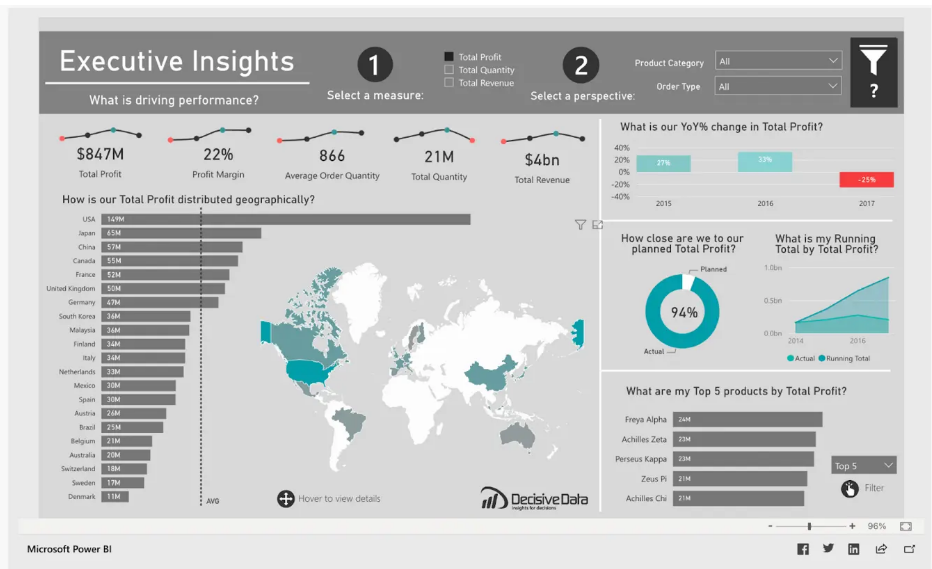 Executive Insights
What is driving performance?
1
Select a measure:
Total Profit
Total Quantity
Total Revenue
2
Select a perspective:
Product Category
All
Order Type
All
?
$847M
Total Profit
22%
Profit Margin
866
Average Order Quantity
21M
Total Quantity
$4bn
Total Revenue
What is our YoY% change in Total Profit?
40%
20%
0%
-20%
-40%
27%
33%
-25%
2015
2016
2017
How is our Total Profit distributed geographically?
USA 149M
Japan 65M
China 57M
Canada 55M
France 52M
United Kingdom 50M
Germany 47M
South Korea 36M
Malaysia 36M
Finland 34M
Italy 34M
Netherlands 33M
Mexico 30M
Spain 30M
Austria 26M
Brazil 25M
Belgium 21M
Australia 20M
Switzerland 18M
Sweden 17M
Denmark 11M
AVG
Hover to view details
Decisive Data
insights for decisions
How close are we to our
planned Total Profit?
Planned
94%
Actual
What is my Running
Total by Total Profit?
1.0bn
0.5bn
0.0bn
2014
2016
Actual
Running Total
What are my Top 5 products by Total Profit?
Freya Alpha 24M
Achilles Zeta 23M
Perseus Kappa 23M
Zeus Pi 21M
Achilles Chi 21M
Top 5
Filter
- + 96%
Microsoft Power BI